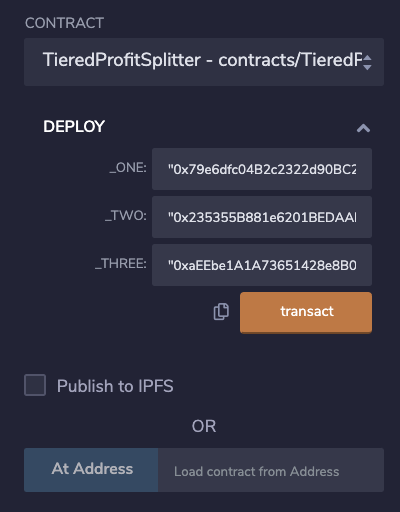 CONTRACT
TieredProfitSplitter - contracts/TieredP
DEPLOY
_ONE: "0x79e6dfc04B2c2322d90BC2
_TWO: "0x235355B881e6201BEDAA
_THREE: "0xaEEbe1A1A73651428e8B0
transact
Publish to IPFS
OR
At Address Load contract from Address